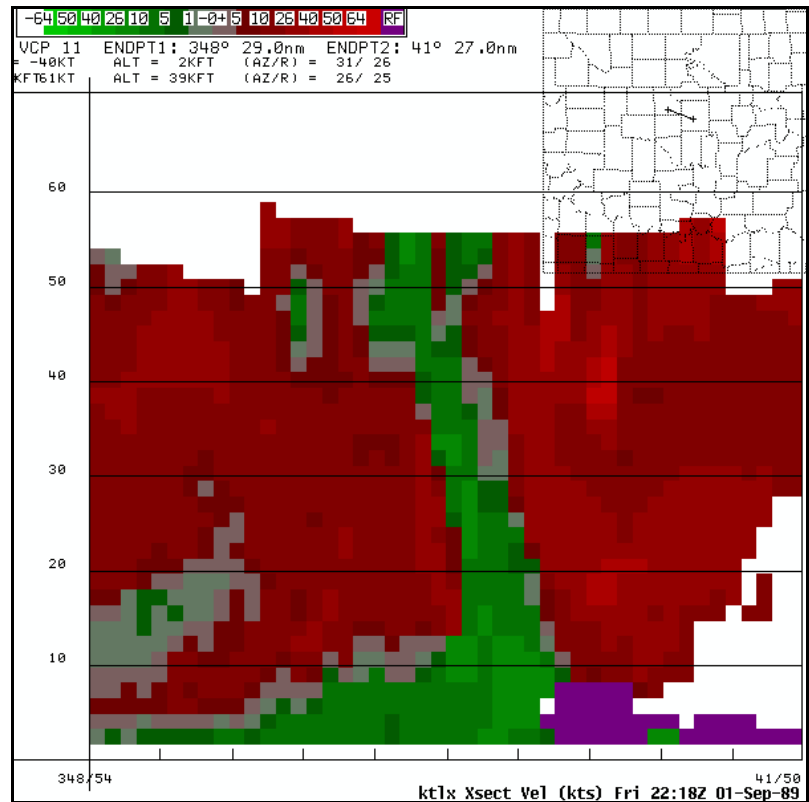 -64 50 40 26 10 5 1 -0+ 5 10 26 40 50 64 RF
VCP 11 ENDPT1: 348° 29.0nm ENDPT2: 41° 27.0nm
= -40KT ALT = 2KFT (AZ/R) = 31/ 26
KFT61KT ALT = 39KFT (AZ/R) = 26/ 25
60
50
40
30
20
10
348/54 41/50
ktlx Xsect Vel (kts) Fri 22:18Z 01-Sep-89